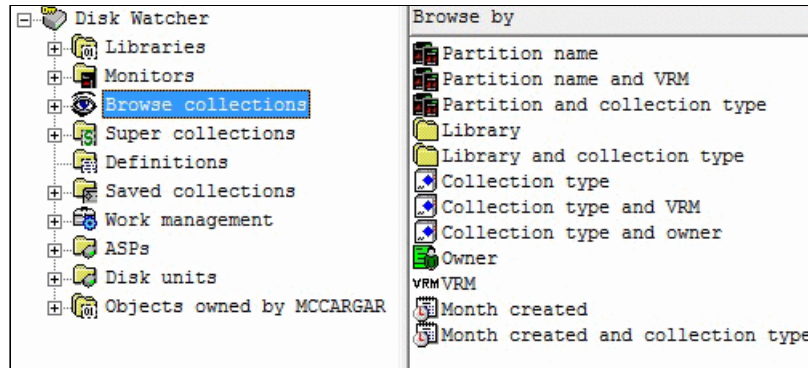 Disk Watcher
Libraries
Monitors
Browse collections
Super collections
Definitions
Saved collections
Work management
ASPs
Disk units
Objects owned by MCCARGAR
Browse by
Partition name
Partition name and VRM
Partition and collection type
Library
Library and collection type
Collection type
Collection type and VRM
Collection type and owner
Owner
VRM VRM
Month created
Month created and collection type